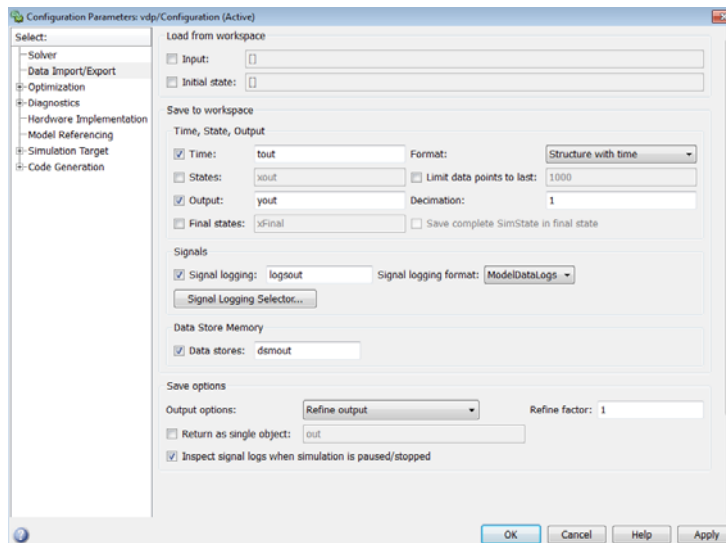 Configuration Parameters: vdp/Configuration (Active)
Select:
Solver
Data Import/Export
Optimization
Diagnostics
Hardware Implementation
Model Referencing
Simulation Target
Code Generation
Load from workspace
Input: []
Initial state: []
Save to workspace
Time, State, Output
Time: tout Format: Structure with time
States: xout Limit data points to last: 1000
Output: yout Decimation: 1
Final states: xFinal Save complete SimState in final state
Signals
Signal logging: logsout Signal logging format: ModelDataLogs
Signal Logging Selector...
Data Store Memory
Data stores: dsmout
Save options
Output options: Refine output Refine factor: 1
Return as single object: out
Inspect signal logs when simulation is paused/stopped
OK Cancel Help Apply